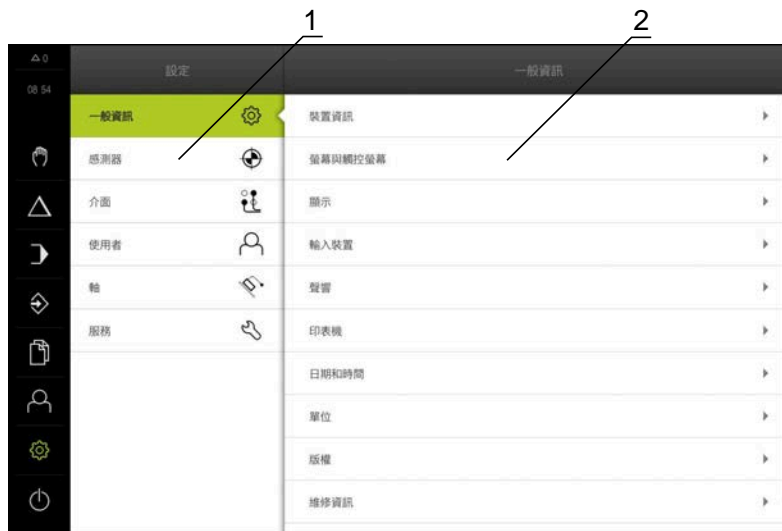 1
2
0
設定
一般資訊
08 54
一般資訊
感測器
介面
使用者
軸
服務
裝置資訊
螢幕與觸控螢幕
顯示
輸入裝置
聲響
印表機
日期和時間
單位
版權
維修資訊